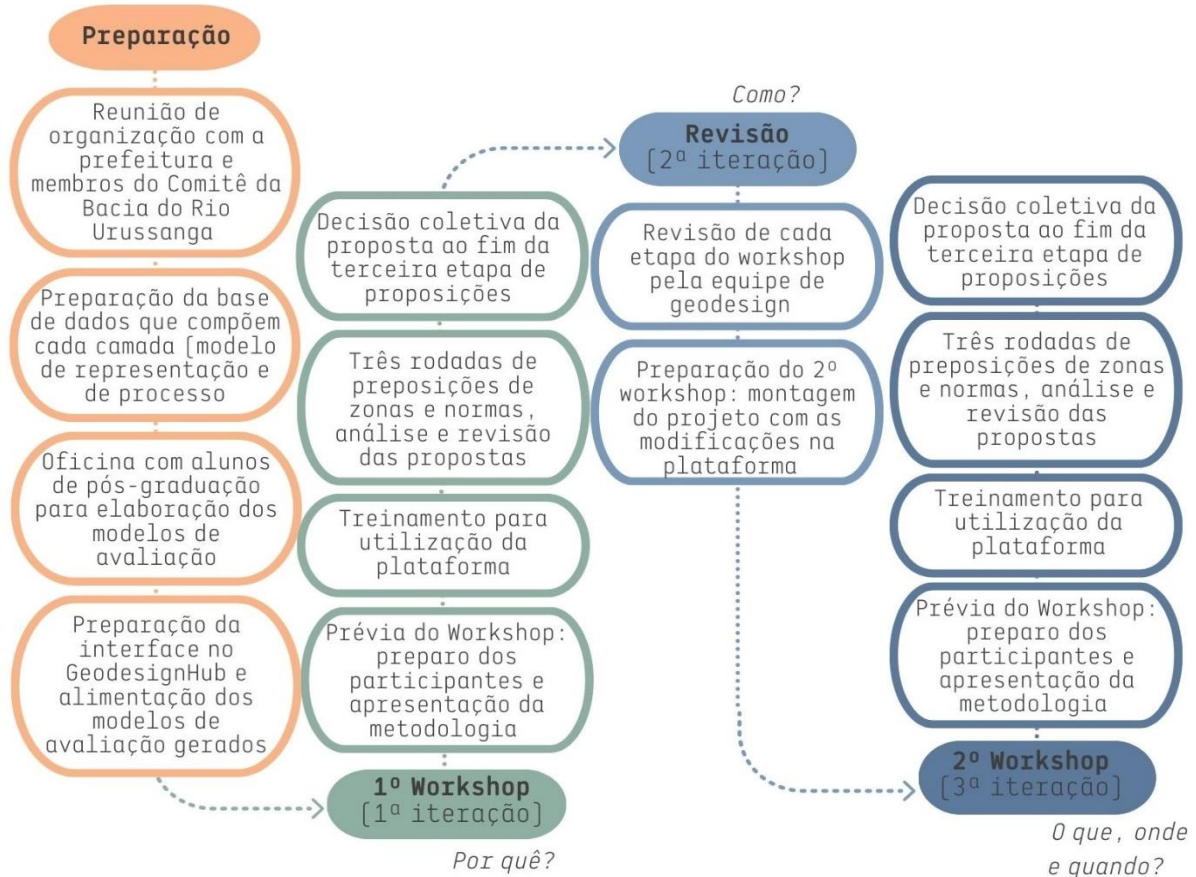 Preparação
Reunião de
organização com a
prefeitura e
membros do Comitê da
Bacia do Rio
Urussanga
Preparação da base
de dados que compõem
cada camada [modelo
de representação e
de processo
Oficina com alunos
de pós-graduação
para elaboração dos
modelos de
avaliação
Preparação da
interface no
GeodesignHub e
alimentação dos
modelos de
avaliação gerados
1º Workshop
[1ª iteração]
Por quê?
Prévia do Workshop:
preparo dos
participantes e
apresentação da
metodologia
Treinamento para
utilização da
plataforma
Três rodadas de
preposições de zonas
e normas,
análise e revisão
das propostas
Decisão coletiva da
proposta ao fim da
terceira etapa de
proposições
Como?
Revisão
[2ª iteração]
Revisão de cada
etapa do workshop
pela equipe de
geodesign
Preparação do 2º
workshop: montagem
do projeto com as
modificações na
plataforma
2º Workshop
[3ª iteração]
O que, onde
e quando?
Prévia do Workshop:
preparo dos
participantes e
apresentação da
metodologia
Treinamento para
utilização da
plataforma
Três rodadas de
preposições de zonas
e normas, análise e
revisão das
propostas
Decisão coletiva da
proposta ao fim da
terceira etapa de
proposições